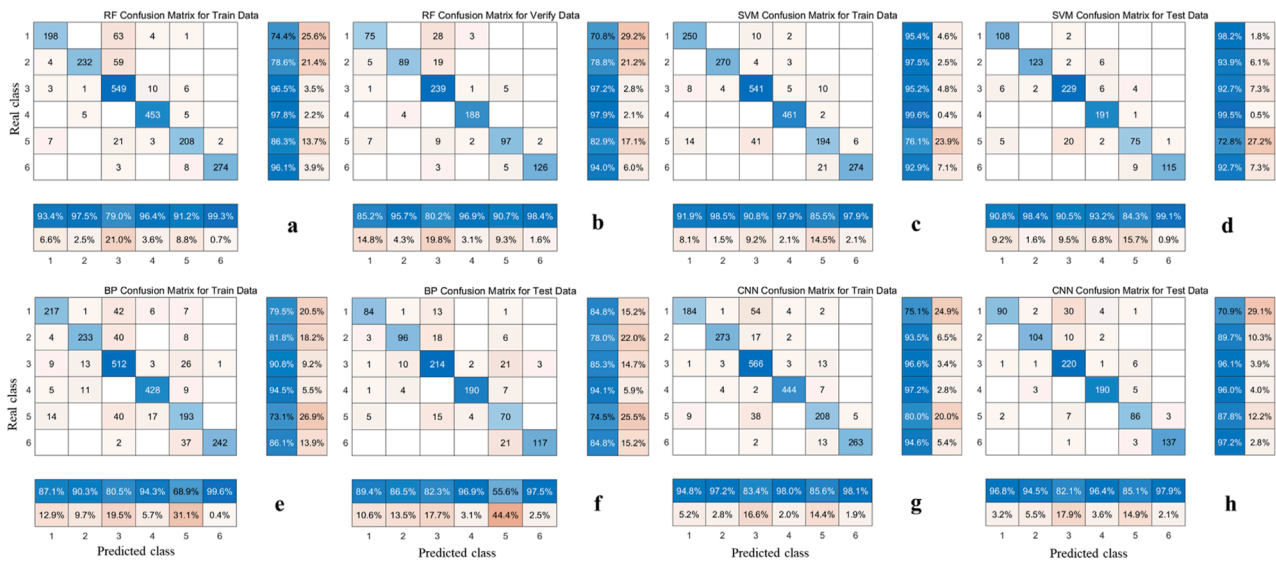 RF Confusion Matrix for Train Data
1 198 63 4 1 74.4% 25.6%
2 4 232 59 78.6% 21.4%
3 3 1 549 10 6 96.5% 3.5%
4 5 453 5 97.8% 2.2%
5 7 21 3 208 2 86.3% 13.7%
6 3 8 274 96.1% 3.9%
93.4% 97.5% 79.0% 96.4% 91.2% 99.3%
6.6% 2.5% 21.0% 3.6% 8.8% 0.7%
1 2 3 4 5 6
a
Real class
RF Confusion Matrix for Verify Data
1 75 28 3 70.8% 29.2%
2 5 89 19 78.8% 21.2%
3 1 239 1 5 97.2% 2.8%
4 4 188 97.9% 2.1%
5 7 9 2 97 2 82.9% 17.1%
6 3 5 126 94.0% 6.0%
85.2% 95.7% 80.2% 96.9% 90.7% 98.4%
14.8% 4.3% 19.8% 3.1% 9.3% 1.6%
1 2 3 4 5 6
b
SVM Confusion Matrix for Train Data
1 250 10 2 95.4% 4.6%
2 270 4 3 97.5% 2.5%
3 8 4 541 5 10 95.2% 4.8%
4 461 2 99.6% 0.4%
5 14 41 194 6 76.1% 23.9%
6 21 274 92.9% 7.1%
91.9% 98.5% 90.8% 97.9% 85.5% 97.9%
8.1% 1.5% 9.2% 2.1% 14.5% 2.1%
1 2 3 4 5 6
c
SVM Confusion Matrix for Test Data
1 108 2 98.2% 1.8%
2 123 2 6 93.9% 6.1%
3 6 2 229 6 4 92.7% 7.3%
4 191 1 99.5% 0.5%
5 5 20 2 75 1 72.8% 27.2%
6 9 115 92.7% 7.3%
90.8% 98.4% 90.5% 93.2% 84.3% 99.1%
9.2% 1.6% 9.5% 6.8% 15.7% 0.9%
1 2 3 4 5 6
d
BP Confusion Matrix for Train Data
1 217 1 42 6 7 79.5% 20.5%
2 4 233 40 8 81.8% 18.2%
3 9 13 512 3 26 1 90.8% 9.2%
4 5 11 428 9 94.5% 5.5%
5 14 40 17 193 73.1% 26.9%
6 2 37 242 86.1% 13.9%
87.1% 90.3% 80.5% 94.3% 68.9% 99.6%
12.9% 9.7% 19.5% 5.7% 31.1% 0.4%
1 2 3 4 5 6
Predicted class
e
Real class
BP Confusion Matrix for Test Data
1 84 1 13 1 84.8% 15.2%
2 3 96 18 6 78.0% 22.0%
3 1 10 214 2 21 3 85.3% 14.7%
4 1 4 190 7 94.1% 5.9%
5 5 15 4 70 74.5% 25.5%
6 21 117 84.8% 15.2%
89.4% 86.5% 82.3% 96.9% 55.6% 97.5%
10.6% 13.5% 17.7% 3.1% 44.4% 2.5%
1 2 3 4 5 6
Predicted class
f
CNN Confusion Matrix for Train Data
1 184 1 54 4 2 75.1% 24.9%
2 273 17 2 93.5% 6.5%
3 1 3 566 3 13 96.6% 3.4%
4 4 2 444 7 97.2% 2.8%
5 9 38 208 5 80.0% 20.0%
6 2 13 263 94.6% 5.4%
94.8% 97.2% 83.4% 98.0% 85.6% 98.1%
5.2% 2.8% 16.6% 2.0% 14.4% 1.9%
1 2 3 4 5 6
Predicted class
g
CNN Confusion Matrix for Test Data
1 90 2 30 4 1 70.9% 29.1%
2 104 10 2 89.7% 10.3%
3 1 1 220 1 6 96.1% 3.9%
4 3 190 5 96.0% 4.0%
5 2 7 86 3 87.8% 12.2%
6 1 3 137 97.2% 2.8%
96.8% 94.5% 82.1% 96.4% 85.1% 97.9%
3.2% 5.5% 17.9% 3.6% 14.9% 2.1%
1 2 3 4 5 6
Predicted class
h